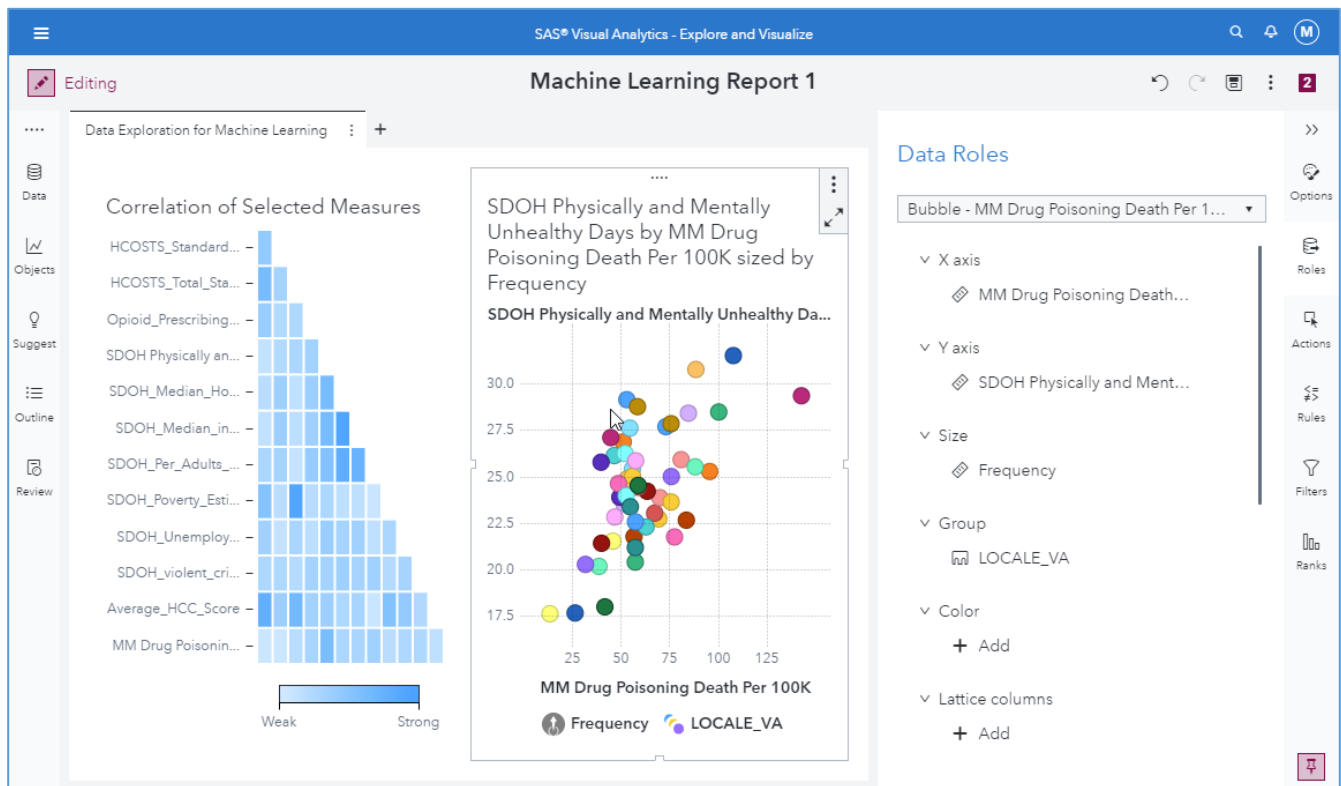 SAS® Visual Analytics - Explore and Visualize
M
Editing
Machine Learning Report 1
2
Data
Objects
Suggest
Outline
Review
Data Exploration for Machine Learning
Correlation of Selected Measures
HCOSTS_Standard...
HCOSTS_Total_Sta...
Opioid_Prescribing...
SDOH Physically an...
SDOH_Median_Ho...
SDOH_Median_in...
SDOH_Per_Adults_...
SDOH_Poverty_Esti...
SDOH_Unemploy...
SDOH_violent_cri...
Average_HCC_Score
MM Drug Poisonin...
Weak
Strong
SDOH Physically and Mentally
Unhealthy Days by MM Drug
Poisoning Death Per 100K sized by
Frequency
SDOH Physically and Mentally Unhealthy Da...
30.0
27.5
25.0
22.5
20.0
17.5
25 50 75 100 125
MM Drug Poisoning Death Per 100K
Frequency LOCALE_VA
Data Roles
Bubble - MM Drug Poisoning Death Per 1...
X axis
MM Drug Poisoning Death...
Y axis
SDOH Physically and Ment...
Size
Frequency
Group
LOCALE_VA
Color
+ Add
Lattice columns
+ Add
Options
Roles
Actions
Rules
Filters
Ranks